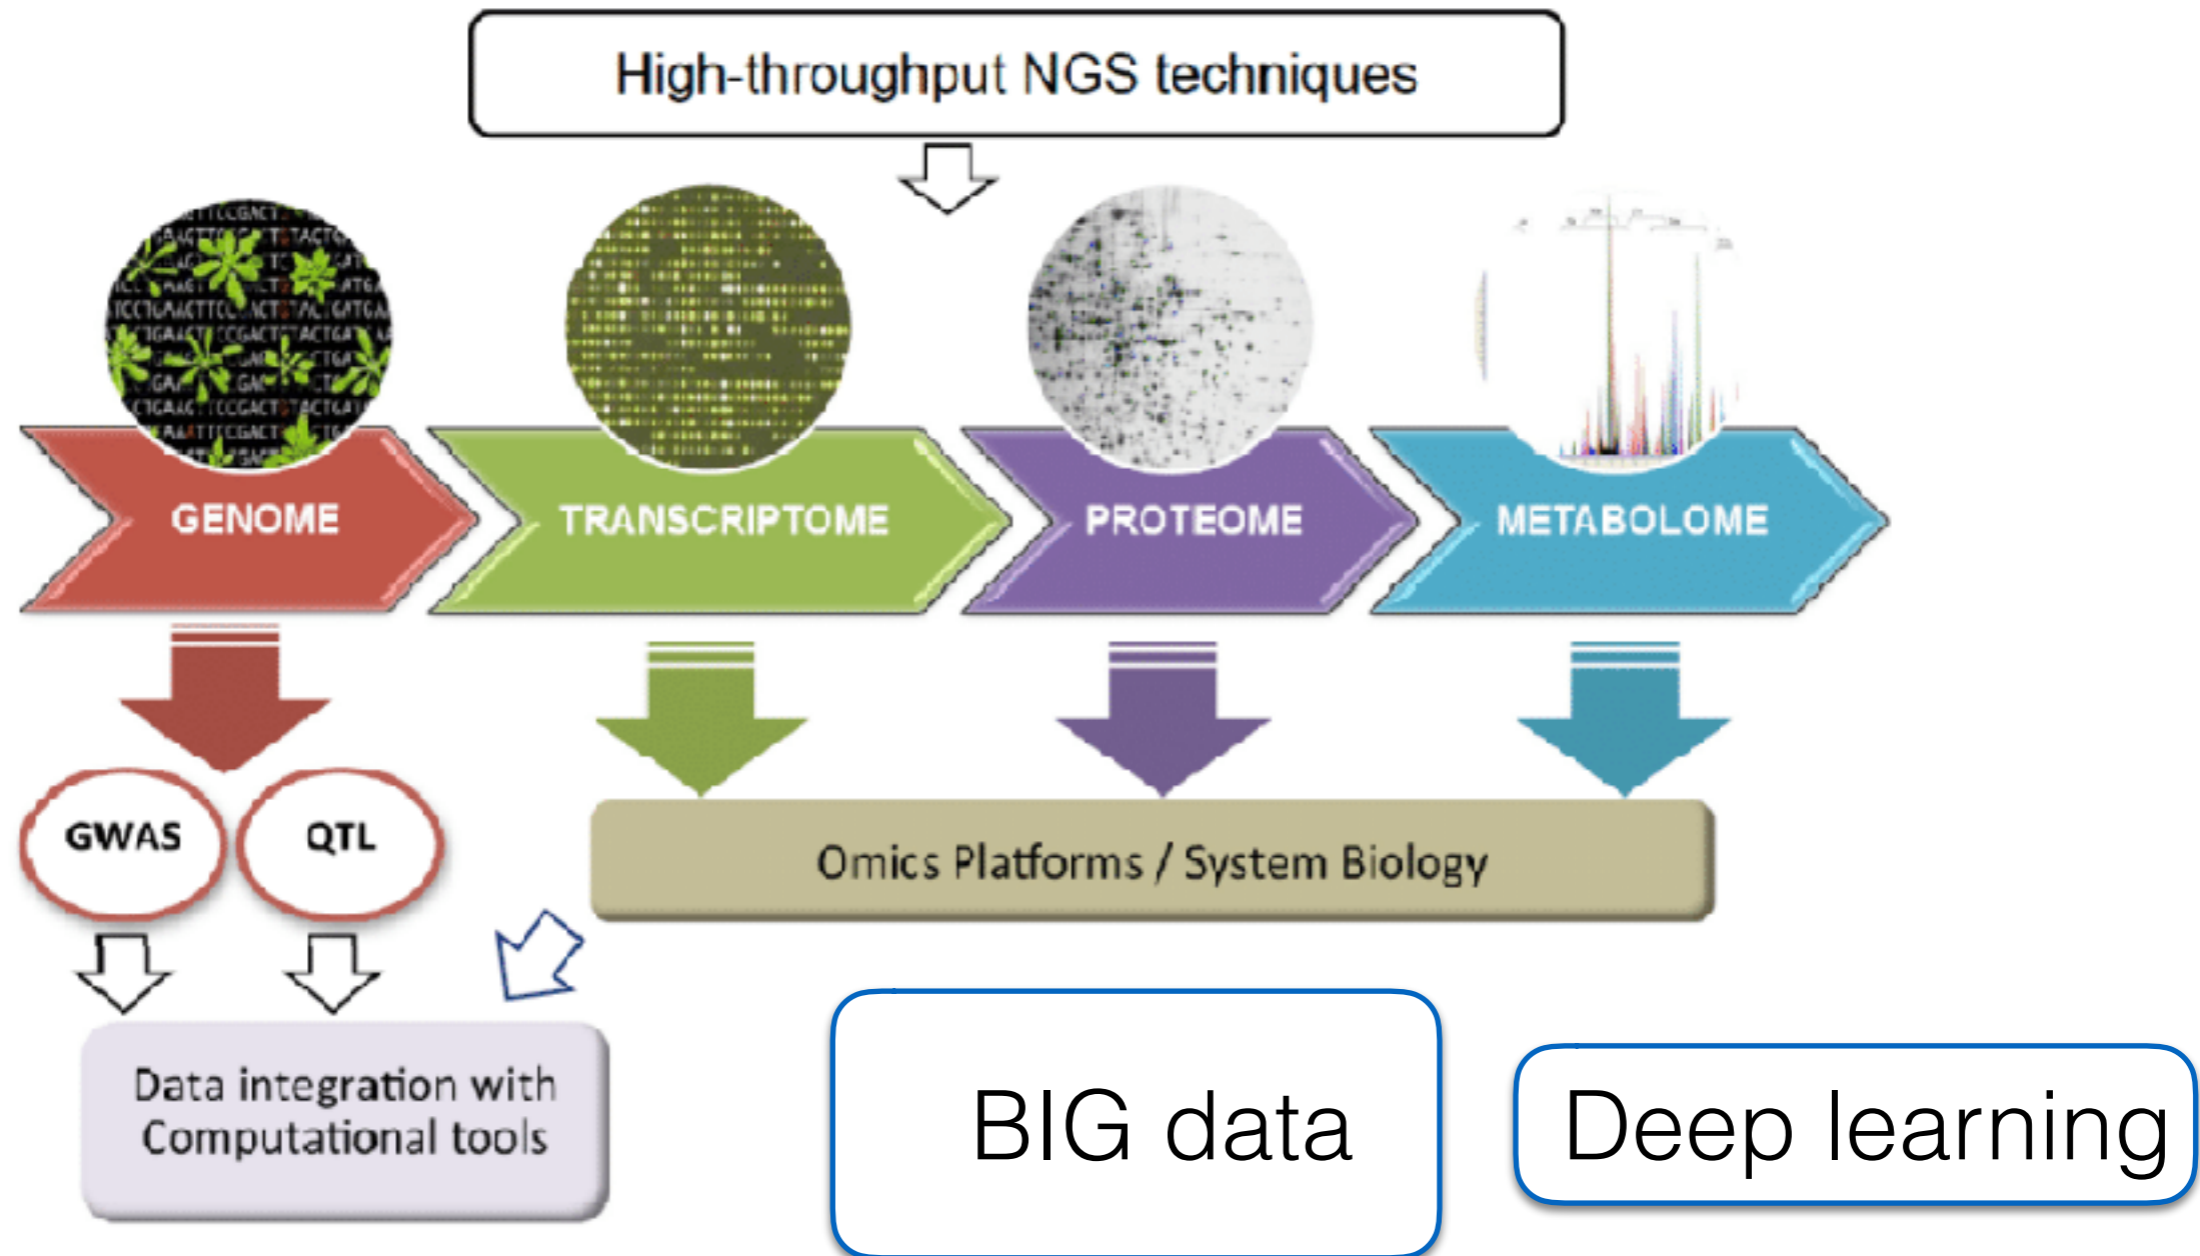 High-throughput NGS techniques
GENOME
TRANSCRIPTOME
PROTEOME
METABOLOME
GWAS
QTL
Omics Platforms / System Biology
Data integration with
Computational tools
BIG data
Deep learning